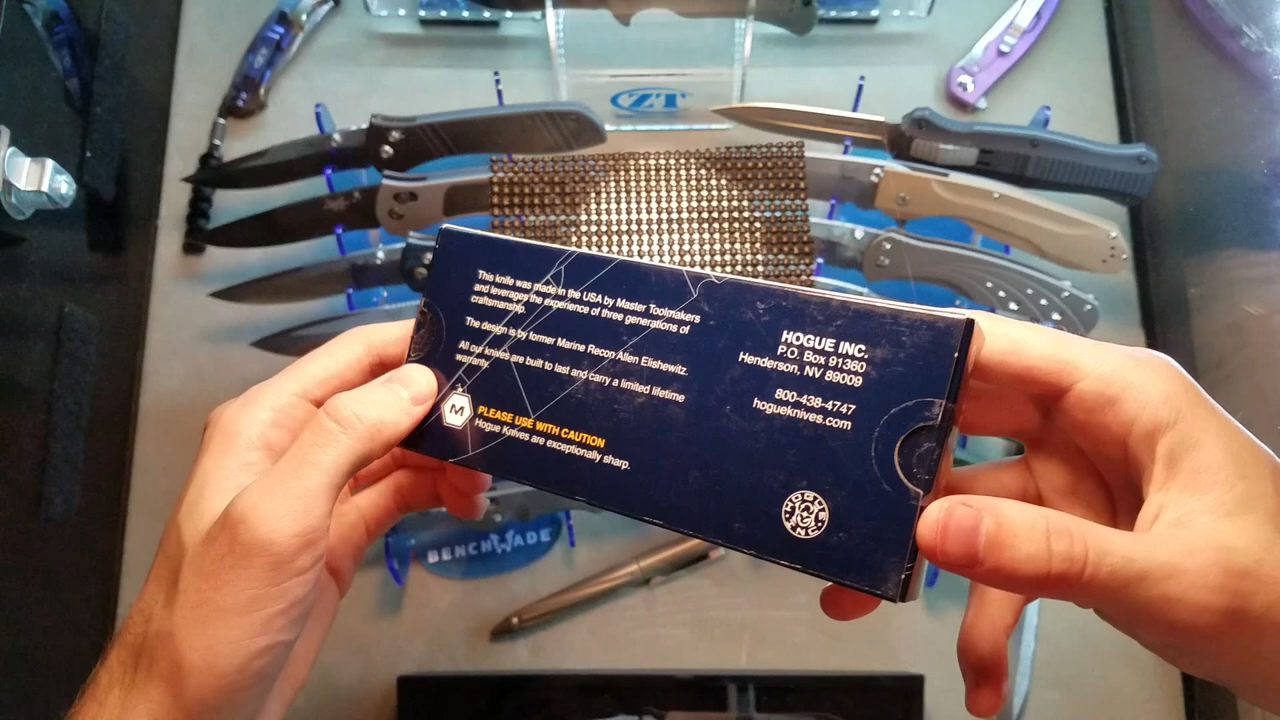 ZT
This knife was made in the USA by Master Toolmakers
and leverages the experience of three generations of
craftsmanship.
The design is by former Marine Recon Allen Elishewitz.
All our knives are built to last and carry a limited lifetime
warranty.
M
PLEASE USE WITH CAUTION
Hogue Knives are exceptionally sharp.
HOGUE INC.
P.O. Box 91360
Henderson, NV 89009
800-438-4747
hogueknives.com
HOGUE
INC
BENCHMADE